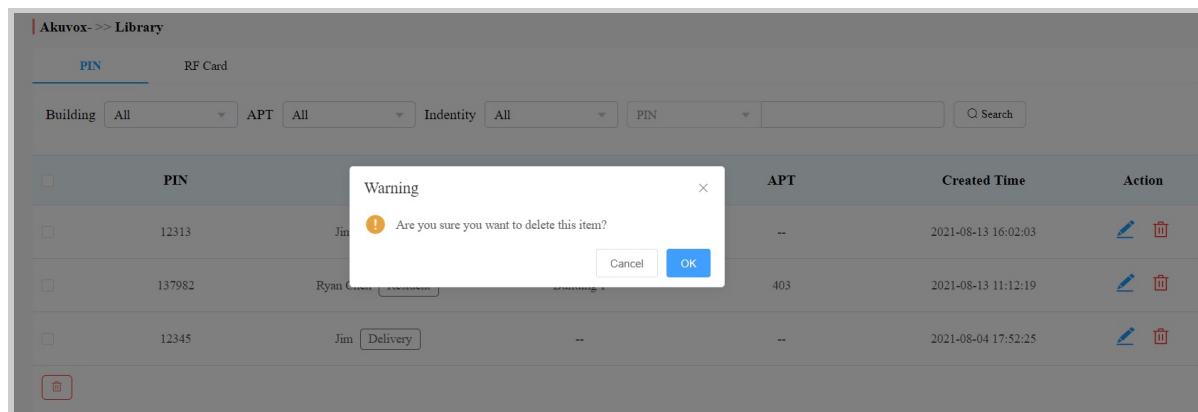 Akuvox- >> Library
PIN RF Card
Building All APT All Indentity All PIN Search
PIN APT Created Time Action
Warning
Are you sure you want to delete this item?
Cancel OK
12313 -- 2021-08-13 16:02:03
137982 Ryan 403 2021-08-13 11:12:19
12345 Jim Delivery -- -- 2021-08-04 17:52:25